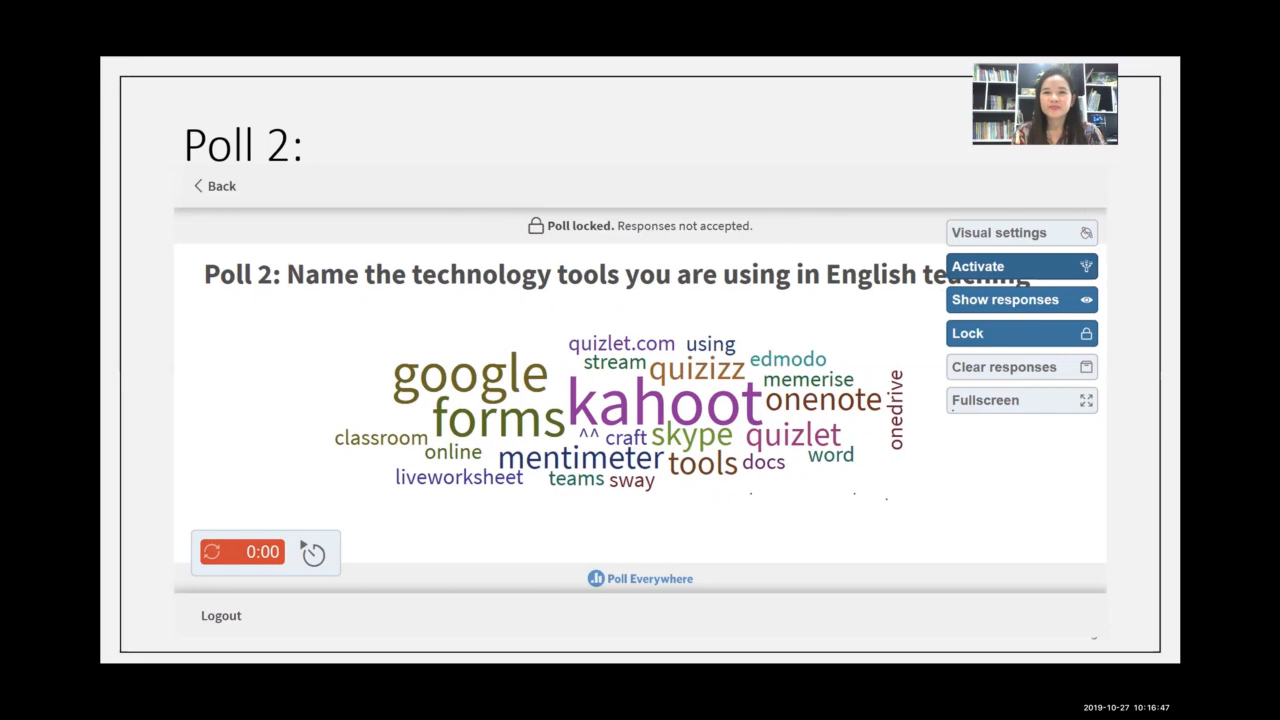 Poll 2:
Back
Poll locked. Responses not accepted.
Visual settings
Poll 2: Name the technology tools you are using in English teaching
Activate
Show responses
Lock
Clear responses
Fullscreen
quizlet.com using
stream quizizz edmodo
google kahoot memerise
forms onenote onedrive
classroom ^^ craft skype quizlet
online mentimeter tools docs word
liveworksheet teams sway
0:00
Poll Everywhere
Logout
2019-10-27 10:16:47